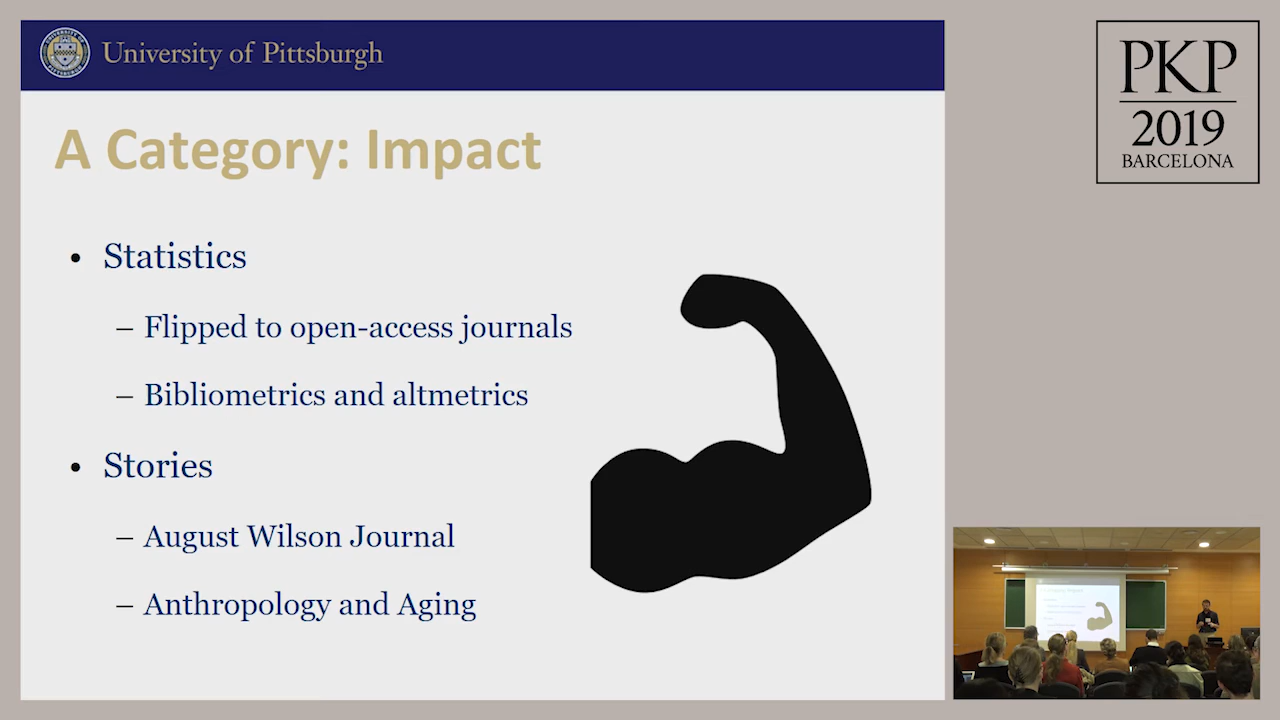 University of Pittsburgh
PKP
2019
BARCELONA
A Category: Impact
• Statistics
– Flipped to open-access journals
– Bibliometrics and altmetrics
• Stories
– August Wilson Journal
– Anthropology and Aging